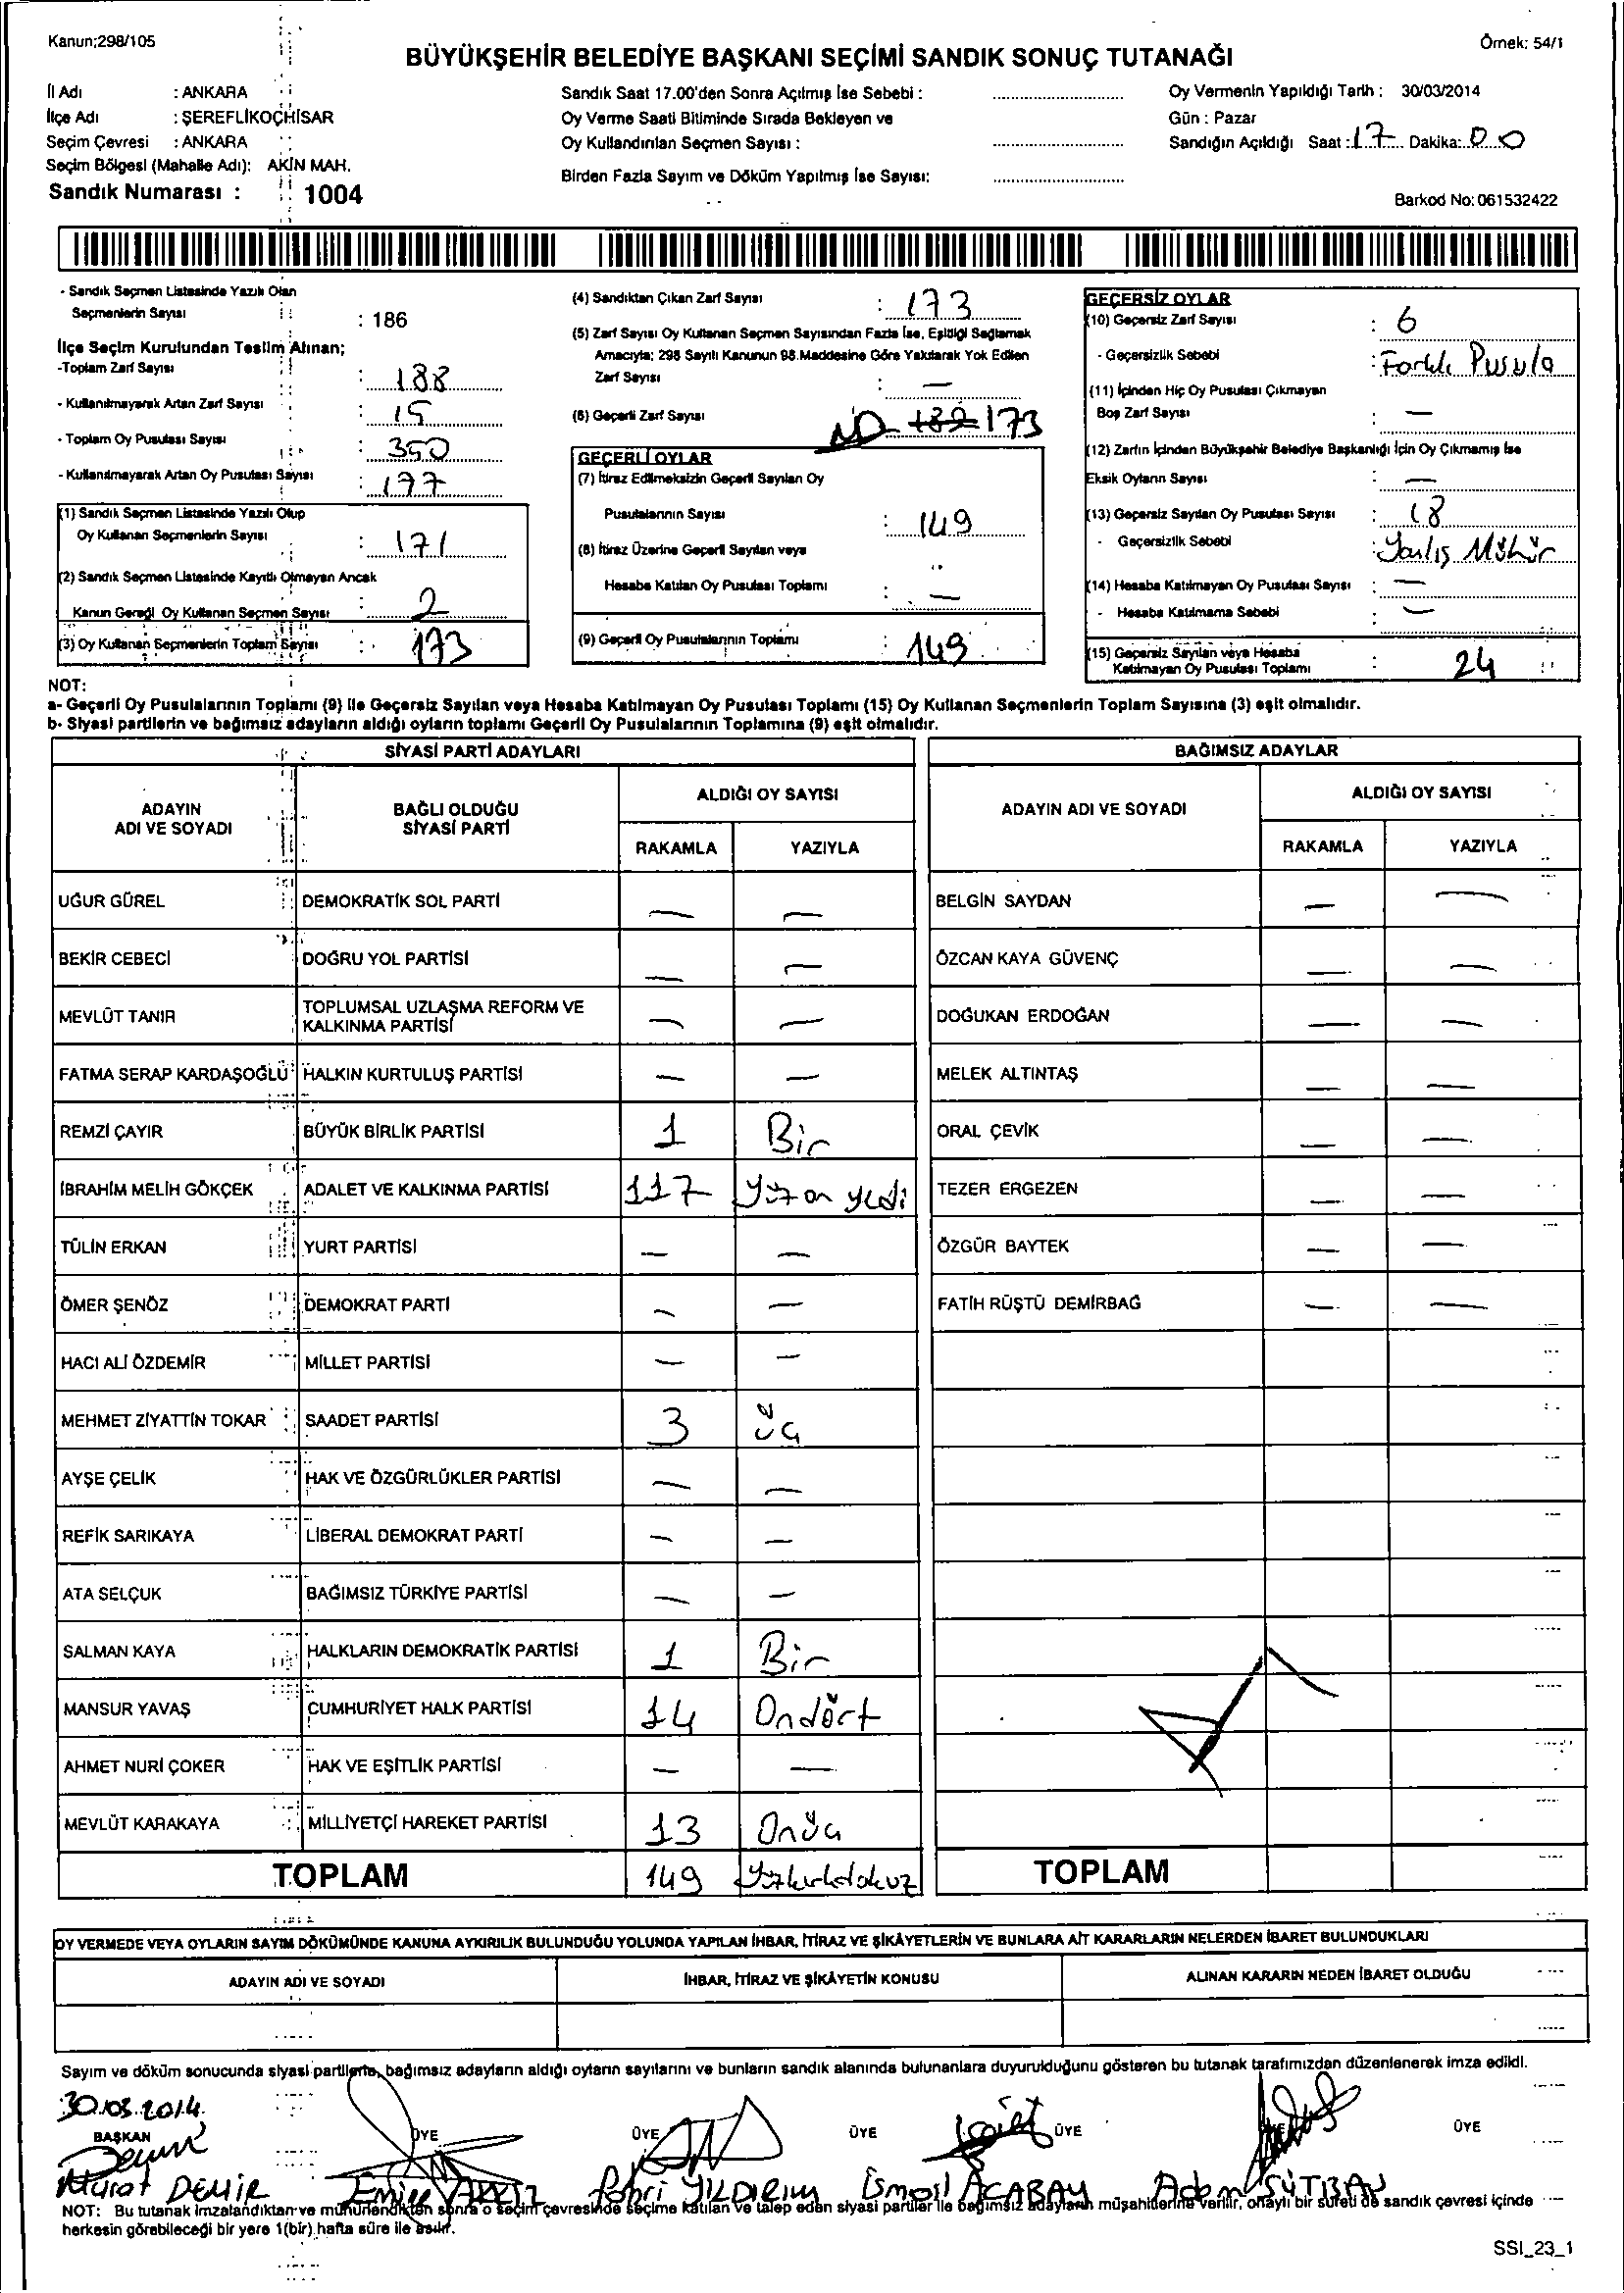 Kanun;298/105
Örnek: 54/1
BÜYÜKŞEHİR BELEDİYE BAŞKANI SEÇİMİ SANDIK SONUÇ TUTANAĞI
İl Adı : ANKARA
İlçe Adı : ŞEREFLİKOÇHİSAR
Seçim Çevresi : ANKARA
Seçim Bölgesi (Mahalle Adı): AKIN MAH.
Sandık Numarası : 1004
Sandık Saat 17.00'den Sonra Açılmış İse Sebebi :
Oy Verme Saati Bitiminde Sırada Bekleyen ve
Oy Kullandırılan Seçmen Sayısı :
Birden Fazla Sayım ve Döküm Yapılmış İse Sayısı:
Oy Vermenin Yapıldığı Tarih : 30/03/2014
Gün : Pazar
Sandığın Açıldığı Saat : 17 Dakika: 00
Barkod No: 061532422
- Sandık Seçmen Listesinde Yazılı Olan
Seçmenlerin Sayısı : 186
İlçe Seçim Kurulundan Teslim Alınan;
-Toplam Zarf Sayısı : 188
- Kullanılmayarak Artan Zarf Sayısı : 15
- Toplam Oy Pusulası Sayısı : 350
- Kullanılmayarak Artan Oy Pusulası Sayısı : 177
(1) Sandık Seçmen Listesinde Yazılı Olup
Oy Kullanan Seçmenlerin Sayısı : 171
(2) Sandık Seçmen Listesinde Kayıtlı Olmayan Ancak
Kanun Gereği Oy Kullanan Seçmen Sayısı : 2
(3) Oy Kullanan Seçmenlerin Toplam Sayısı : 173
(4) Sandıktan Çıkan Zarf Sayısı : 173
(5) Zarf Sayısı Oy Kullanan Seçmen Sayısından Fazla İse, Eşitliği Sağlamak
Amacıyla; 298 Sayılı Kanunun 98.Maddesine Göre Yakılarak Yok Edilen
Zarf Sayısı : —
(6) Geçerli Zarf Sayısı 173
GEÇERLİ OYLAR
(7) İtiraz Edilmeksizin Geçerli Sayılan Oy
Pusulalarının Sayısı : 149
(8) İtiraz Üzerine Geçerli Sayılan veya
Hesaba Katılan Oy Pusulası Toplamı : —
(9) Geçerli Oy Pusulalarının Toplamı : 149
GEÇERSİZ OYLAR
(10) Geçersiz Zarf Sayısı : 6
- Geçersizlik Sebebi : Farklı Pusula
(11) İçinden Hiç Oy Pusulası Çıkmayan
Boş Zarf Sayısı : —
(12) Zarfın İçinden Büyükşehir Belediye Başkanlığı İçin Oy Çıkmamış İse
Eksik Oyların Sayısı : —
(13) Geçersiz Sayılan Oy Pusulası Sayısı : 18
- Geçersizlik Sebebi : Yanlış Mühür
(14) Hesaba Katılmayan Oy Pusulası Sayısı : —
- Hesaba Katılmama Sebebi : —
(15) Geçersiz Sayılan veya Hesaba
Katılmayan Oy Pusulası Toplamı : 24
NOT:
a- Geçerli Oy Pusulalarının Toplamı (9) ile Geçersiz Sayılan veya Hesaba Katılmayan Oy Pusulası Toplamı (15) Oy Kullanan Seçmenlerin Toplam Sayısına (3) eşit olmalıdır.
b- Siyasi partilerin ve bağımsız adayların aldığı oyların toplamı Geçerli Oy Pusulalarının Toplamına (9) eşit olmalıdır.
SİYASİ PARTİ ADAYLARI
ADAYIN ADI VE SOYADI
BAĞLI OLDUĞU SİYASİ PARTİ
ALDIĞI OY SAYISI
RAKAMLA YAZIYLA
UĞUR GÜREL DEMOKRATİK SOL PARTİ — —
BEKİR CEBECİ DOĞRU YOL PARTİSİ — —
MEVLÜT TANIR TOPLUMSAL UZLAŞMA REFORM VE KALKINMA PARTİSİ — —
FATMA SERAP KARDAŞOĞLU HALKIN KURTULUŞ PARTİSİ — —
REMZİ ÇAYIR BÜYÜK BİRLİK PARTİSİ 1 Bir
İBRAHİM MELİH GÖKÇEK ADALET VE KALKINMA PARTİSİ 117 Yüz on yedi
TÜLİN ERKAN YURT PARTİSİ — —
ÖMER ŞENÖZ DEMOKRAT PARTİ — —
HACI ALİ ÖZDEMİR MİLLET PARTİSİ — —
MEHMET ZİYATTİN TOKAR SAADET PARTİSİ 3 üç
AYŞE ÇELİK HAK VE ÖZGÜRLÜKLER PARTİSİ — —
REFİK SARIKAYA LİBERAL DEMOKRAT PARTİ — —
ATA SELÇUK BAĞIMSIZ TÜRKİYE PARTİSİ — —
SALMAN KAYA HALKLARIN DEMOKRATİK PARTİSİ 1 Bir
MANSUR YAVAŞ CUMHURİYET HALK PARTİSİ 14 Ondört
AHMET NURİ ÇOKER HAK VE EŞİTLİK PARTİSİ — —
MEVLÜT KARAKAYA MİLLİYETÇİ HAREKET PARTİSİ 13 Onüç
TOPLAM 149 Yüzkırkdokuz
BAĞIMSIZ ADAYLAR
ADAYIN ADI VE SOYADI
ALDIĞI OY SAYISI
RAKAMLA YAZIYLA
BELGİN SAYDAN — —
ÖZCAN KAYA GÜVENÇ — —
DOĞUKAN ERDOĞAN — —
MELEK ALTINTAŞ — —
ORAL ÇEVİK — —
TEZER ERGEZEN — —
ÖZGÜR BAYTEK — —
FATİH RÜŞTÜ DEMİRBAĞ — —
TOPLAM
OY VERMEDE VEYA OYLARIN SAYIM DÖKÜMÜNDE KANUNA AYKIRILIK BULUNDUĞU YOLUNDA YAPILAN İHBAR, İTİRAZ VE ŞİKÂYETLERİN VE BUNLARA AİT KARARLARIN NELERDEN İBARET BULUNDUKLARI
ADAYIN ADI VE SOYADI İHBAR, İTİRAZ VE ŞİKÂYETİN KONUSU ALINAN KARARIN NEDEN İBARET OLDUĞU
Sayım ve döküm sonucunda siyasi partilerin, bağımsız adayların aldığı oyların sayılarını ve bunların sandık alanında bulunanlara duyurulduğunu gösteren bu tutanak tarafımızdan düzenlenerek imza edildi.
30.03.2014
BAŞKAN ÜYE ÜYE ÜYE ÜYE ÜYE
Murat DEMİR Emine Fahri YILDIRIM İsmail ACABAY Adem SÜTBAY
NOT: Bu tutanak imzalandıktan ve mühürlendikten sonra o seçim çevresinde seçime katılan ve talep eden siyasi partiler ile bağımsız adayların müşahitlerine verilir, onaylı bir sureti de sandık çevresi içinde
herkesin görebileceği bir yere 1(bir) hafta süre ile asılır.
SSI_23_1